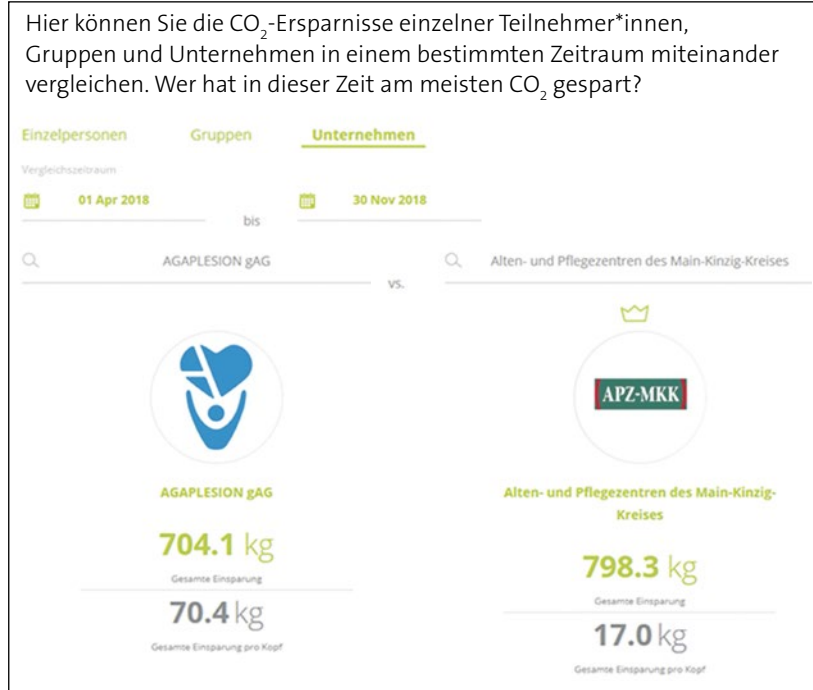 Hier können Sie die CO₂-Ersparnisse einzelner Teilnehmer*innen,
Gruppen und Unternehmen in einem bestimmten Zeitraum miteinander
vergleichen. Wer hat in dieser Zeit am meisten CO₂ gespart?
Einzelpersonen Gruppen Unternehmen
Vergleichszeitraum
01 Apr 2018 bis 30 Nov 2018
AGAPLESION gAG vs. Alten- und Pflegezentren des Main-Kinzig-Kreises
APZ-MKK
AGAPLESION gAG
704.1 kg
Gesamte Einsparung
70.4 kg
Gesamte Einsparung pro Kopf
Alten- und Pflegezentren des Main-Kinzig-
Kreises
798.3 kg
Gesamte Einsparung
17.0 kg
Gesamte Einsparung pro Kopf